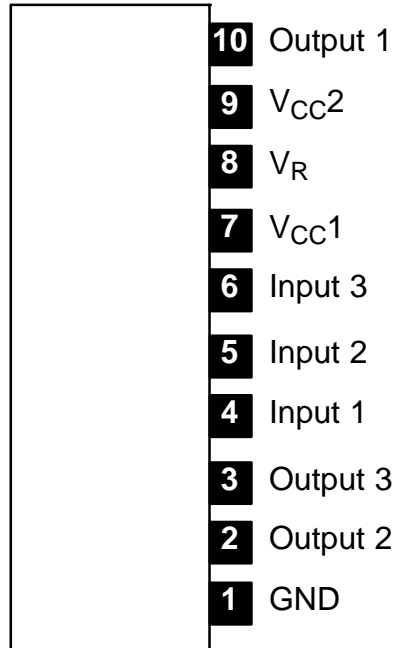 10 Output 1
9 VCC2
8 VR
7 VCC1
6 Input 3
5 Input 2
4 Input 1
3 Output 3
2 Output 2
1 GND